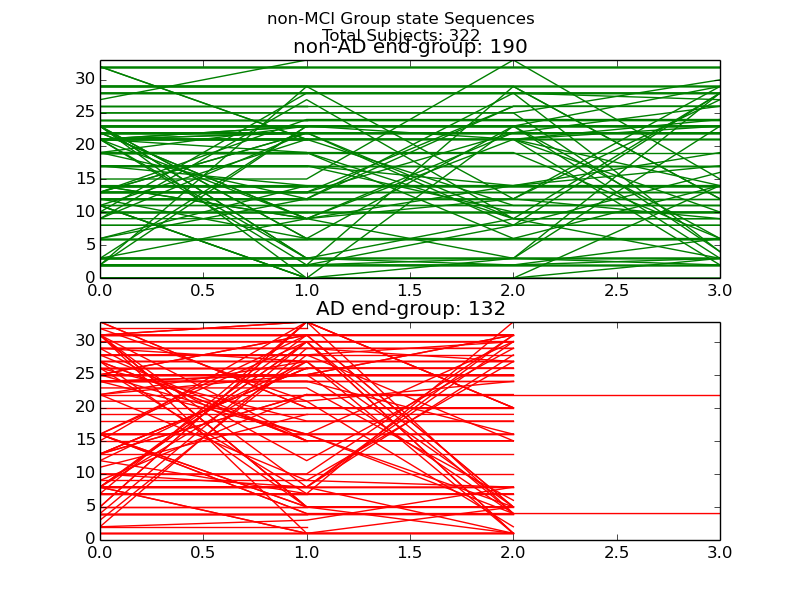 non-MCI Group state Sequences
Total Subjects: 322
non-AD end-group: 190
30
25
20
15
10
5
0
0.0 0.5 1.0 1.5 2.0 2.5 3.0
AD end-group: 132
30
25
20
15
10
5
0
0.0 0.5 1.0 1.5 2.0 2.5 3.0